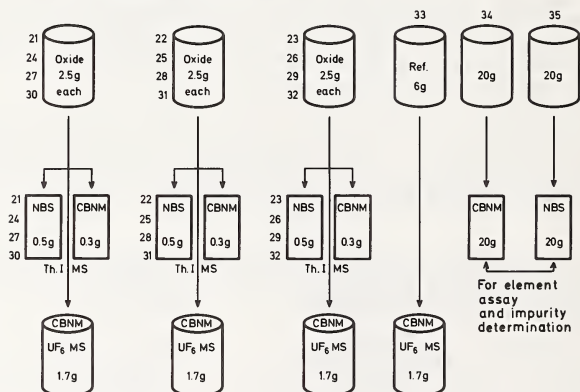 33 34 35
21 24 27 30
Oxide
2.5g
each
22 25 28 31
Oxide
2.5g
each
23 26 29 32
Oxide
2.5g
each
Ref.
6g
20g
20g
21 24 27 30
NBS
0.5g
CBNM
0.3g
Th. I MS
22 25 28 31
NBS
0.5g
CBNM
0.3g
Th. I MS
23 26 29 32
NBS
0.5g
CBNM
0.3g
Th. I MS
CBNM
20g
NBS
20g
For element
assay
and impurity
determination
CBNM
UF6 MS
1.7g
CBNM
UF6 MS
1.7g
CBNM
UF6 MS
1.7g
CBNM
UF6 MS
1.7g